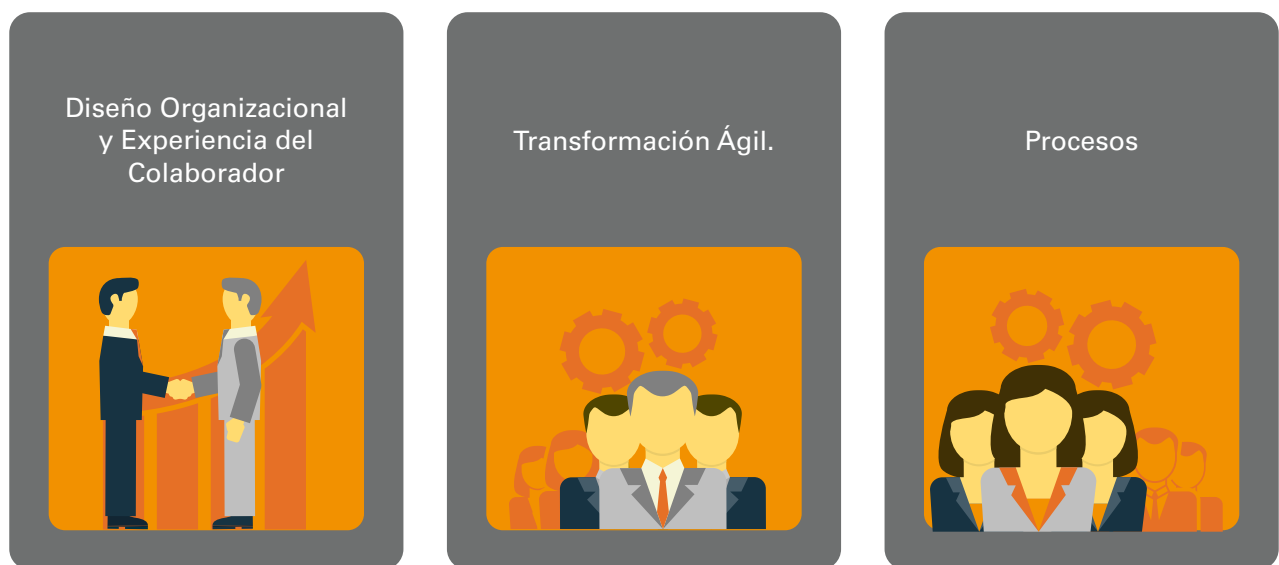 Diseño Organizacional
y Experiencia del
Colaborador
Transformación Ágil.
Procesos